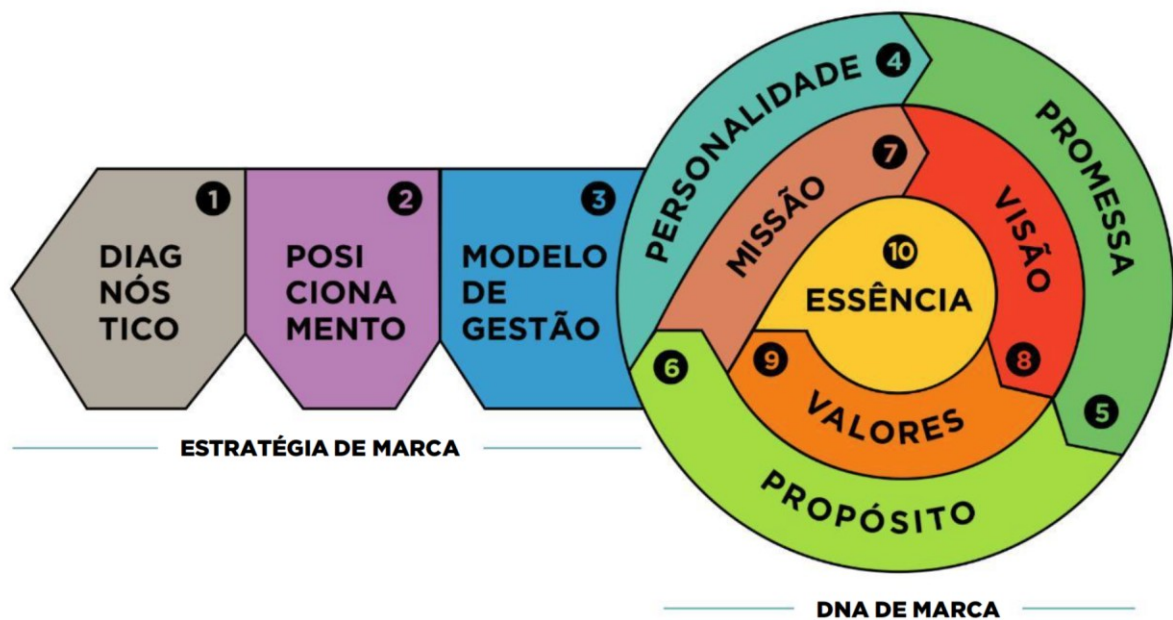 1
DIAG
NÓS
TICO
2
POSI
CIONA
MENTO
3
MODELO
DE
GESTÃO
ESTRATÉGIA DE MARCA
PERSONALIDADE 4
PROMESSA
5
6
PROPÓSITO
MISSÃO
7
VISÃO
8
9
VALORES
10
ESSÊNCIA
DNA DE MARCA